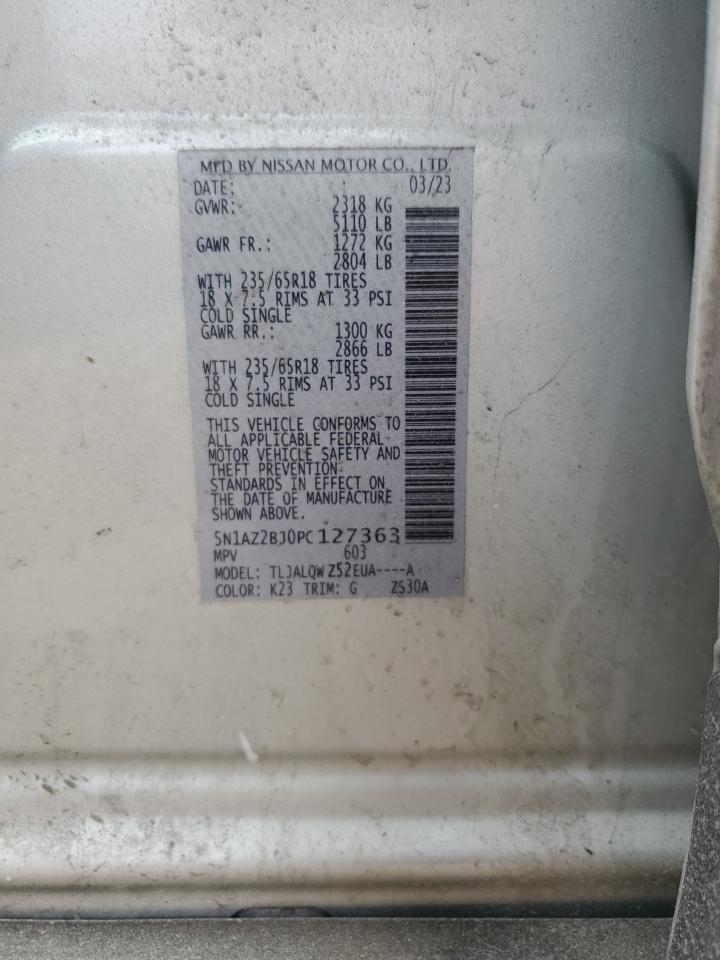 MFD BY NISSAN MOTOR CO., LTD.
DATE: 03/23
GVWR: 2318 KG
5110 LB
GAWR FR.: 1272 KG
2804 LB
WITH 235/65R18 TIRES
18 X 7.5 RIMS AT 33 PSI
COLD SINGLE
GAWR RR.: 1300 KG
2866 LB
WITH 235/65R18 TIRES
18 X 7.5 RIMS AT 33 PSI
COLD SINGLE
THIS VEHICLE CONFORMS TO
ALL APPLICABLE FEDERAL
MOTOR VEHICLE SAFETY AND
THEFT PREVENTION
STANDARDS IN EFFECT ON
THE DATE OF MANUFACTURE
SHOWN ABOVE.
5N1AZ2BJ0PC127363
MPV 603
MODEL: TLJALQWZ52EUA----A
COLOR: K23 TRIM: G ZS30A